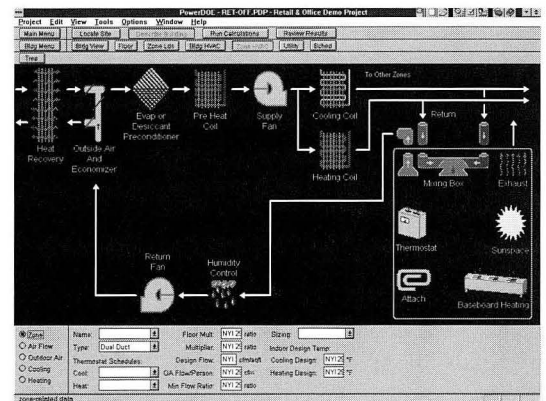 PowerDOE - RET-OFF.PDP - Retail & Office Demo Project
Project Edit View Tools Options Window Help
Main Menu Locate Site Describe Building Run Calculations Review Results
Bldg Menu Bldg View Floor Zone Lds Bldg HVAC Zone HVAC Utility Sched
Tree
To Other Zones
Heat Recovery
Outside Air And Economizer
Evap or Desiccant Preconditioner
Pre Heat Coil
Supply Fan
Cooling Coil
Heating Coil
Return
Mixing Box
Exhaust
Thermostat
Sunspace
Attach
Baseboard Heating
Return Fan
Humidity Control
Zone
Air Flow
Outdoor Air
Cooling
Heating
Name:
Type: Dual Duct
Thermostat Schedules:
Cool:
Heat:
Floor Mult: ratio
Multiplier: ratio
Design Flow: cfm/sqft
OA Flow/Person: cfm
Min Flow Ratio: ratio
Sizing:
Indoor Design Temp:
Cooling Design: °F
Heating Design: °F
zone-related data